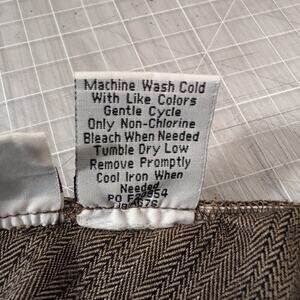 Machine Wash Cold
With Like Colors
Gentle Cycle
Only Non-Chlorine
Bleach When Needed
Tumble Dry Low
Remove Promptly
Cool Iron When
Needed
PO